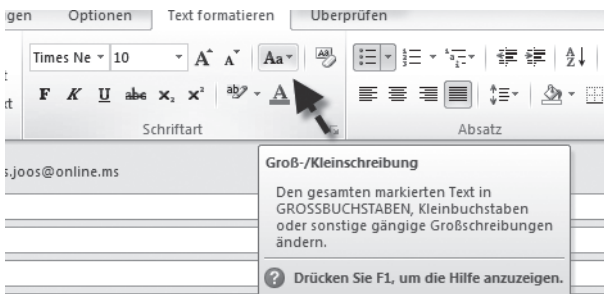 gen Optionen Text formatieren Überprüfen
Times Ne 10 A A Aa
F K U abc x₂ x² ab A
Schriftart Absatz
s.joos@online.ms
Groß-/Kleinschreibung
Den gesamten markierten Text in
GROSSBUCHSTABEN, Kleinbuchstaben
oder sonstige gängige Großschreibungen
ändern.
Drücken Sie F1, um die Hilfe anzuzeigen.